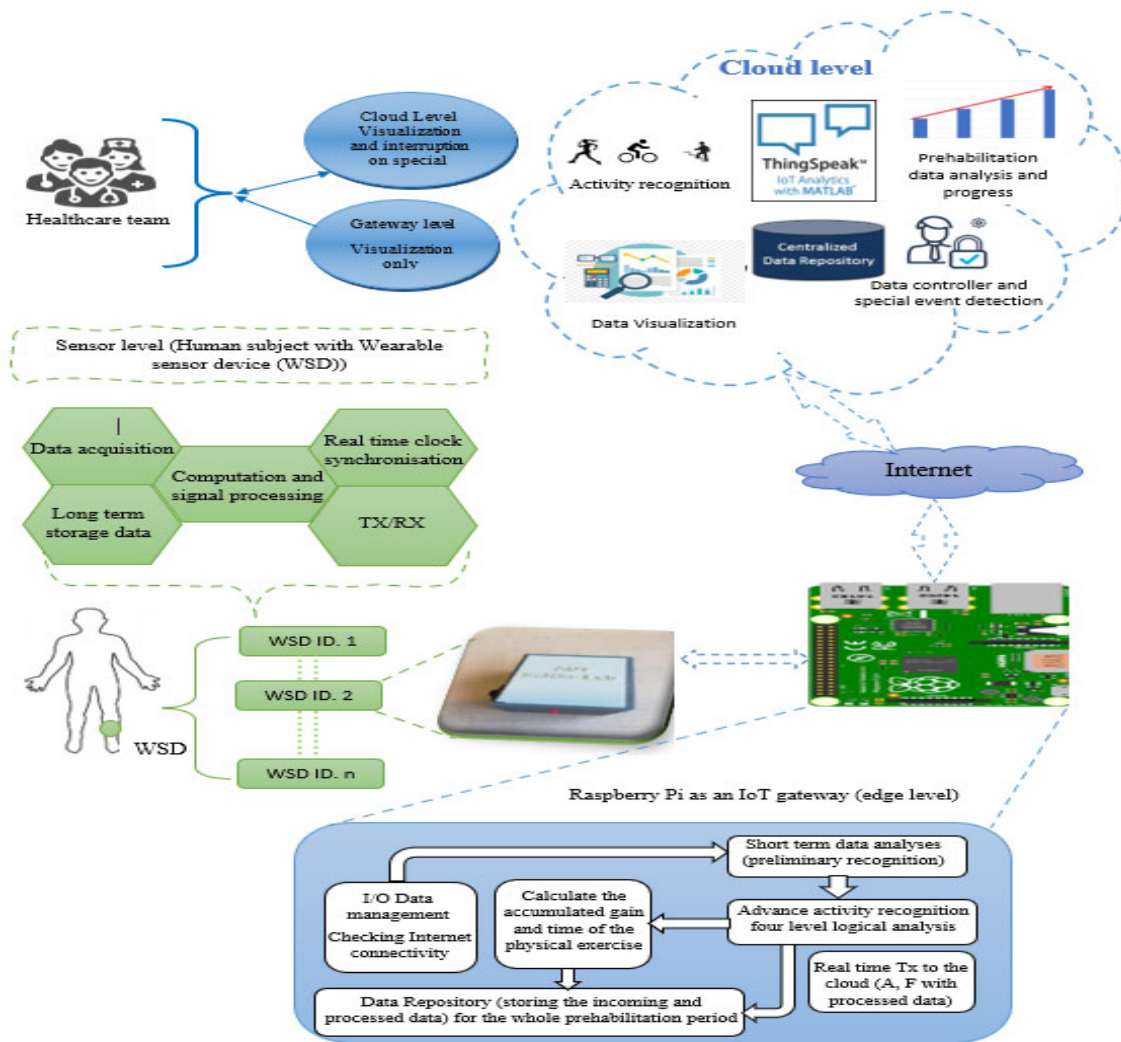 Cloud level
Cloud Level
Visualization
and interruption
on special
Healthcare team
Gateway level
Visualization
only
Activity recognition
ThingSpeak™
IoT Analytics
with MATLAB®
Prehabilitation
data analysis and
progress
Data Visualization
Centralized
Data Repository
Data controller and
special event detection
Sensor level (Human subject with Wearable
sensor device (WSD))
Data acquisition
Real time clock
synchronisation
Computation and
signal processing
Long term
storage data
TX/RX
Internet
WSD
WSD ID. 1
WSD ID. 2
WSD ID. n
Raspberry Pi as an IoT gateway (edge level)
Short term data analyses
(preliminary recognition)
I/O Data
management
Checking Internet
connectivity
Calculate the
accumulated gain
and time of the
physical exercise
Advance activity recognition
four level logical analysis
Real time Tx to the
cloud (A, F with
processed data)
Data Repository (storing the incoming and
processed data) for the whole prehabilitation period